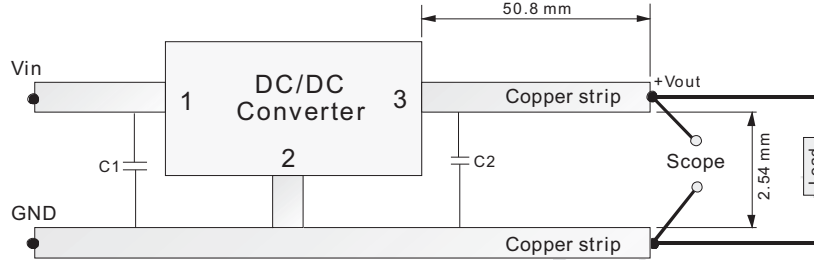 50.8 mm
Vin
DC/DC
Converter
1
3
2
Copper strip
+Vout
C1
C2
Scope
2.54 mm
GND
Copper strip